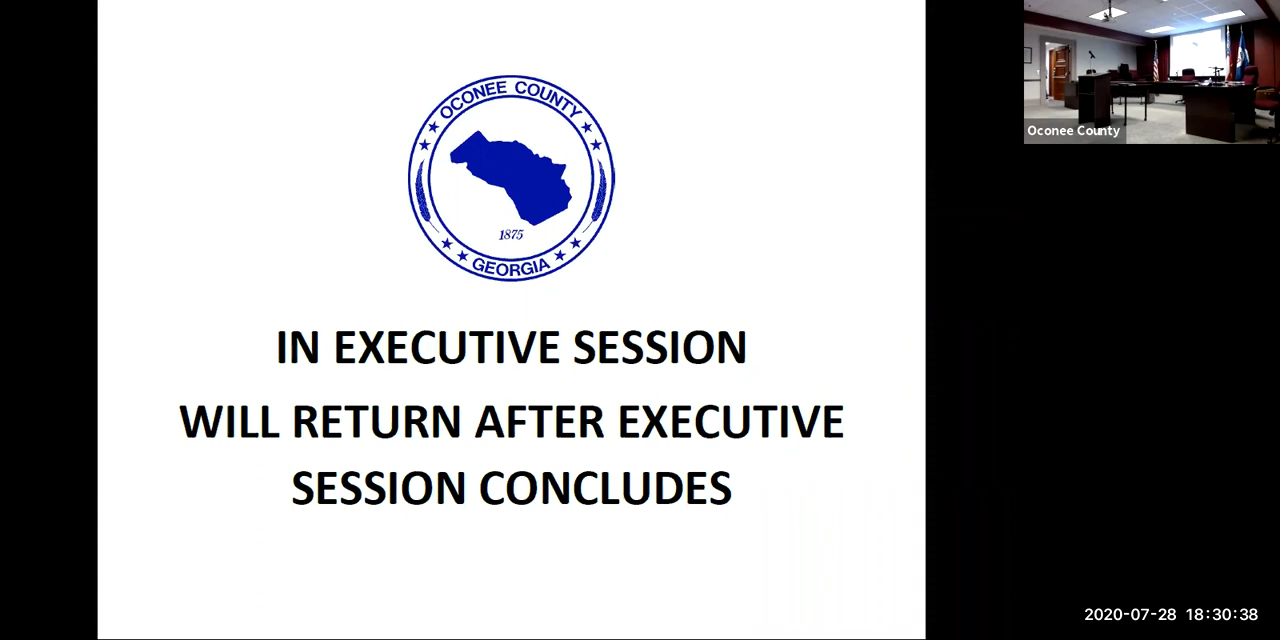 OCONEE COUNTY
1875
GEORGIA
IN EXECUTIVE SESSION
WILL RETURN AFTER EXECUTIVE
SESSION CONCLUDES
Oconee County
2020-07-28 18:30:38